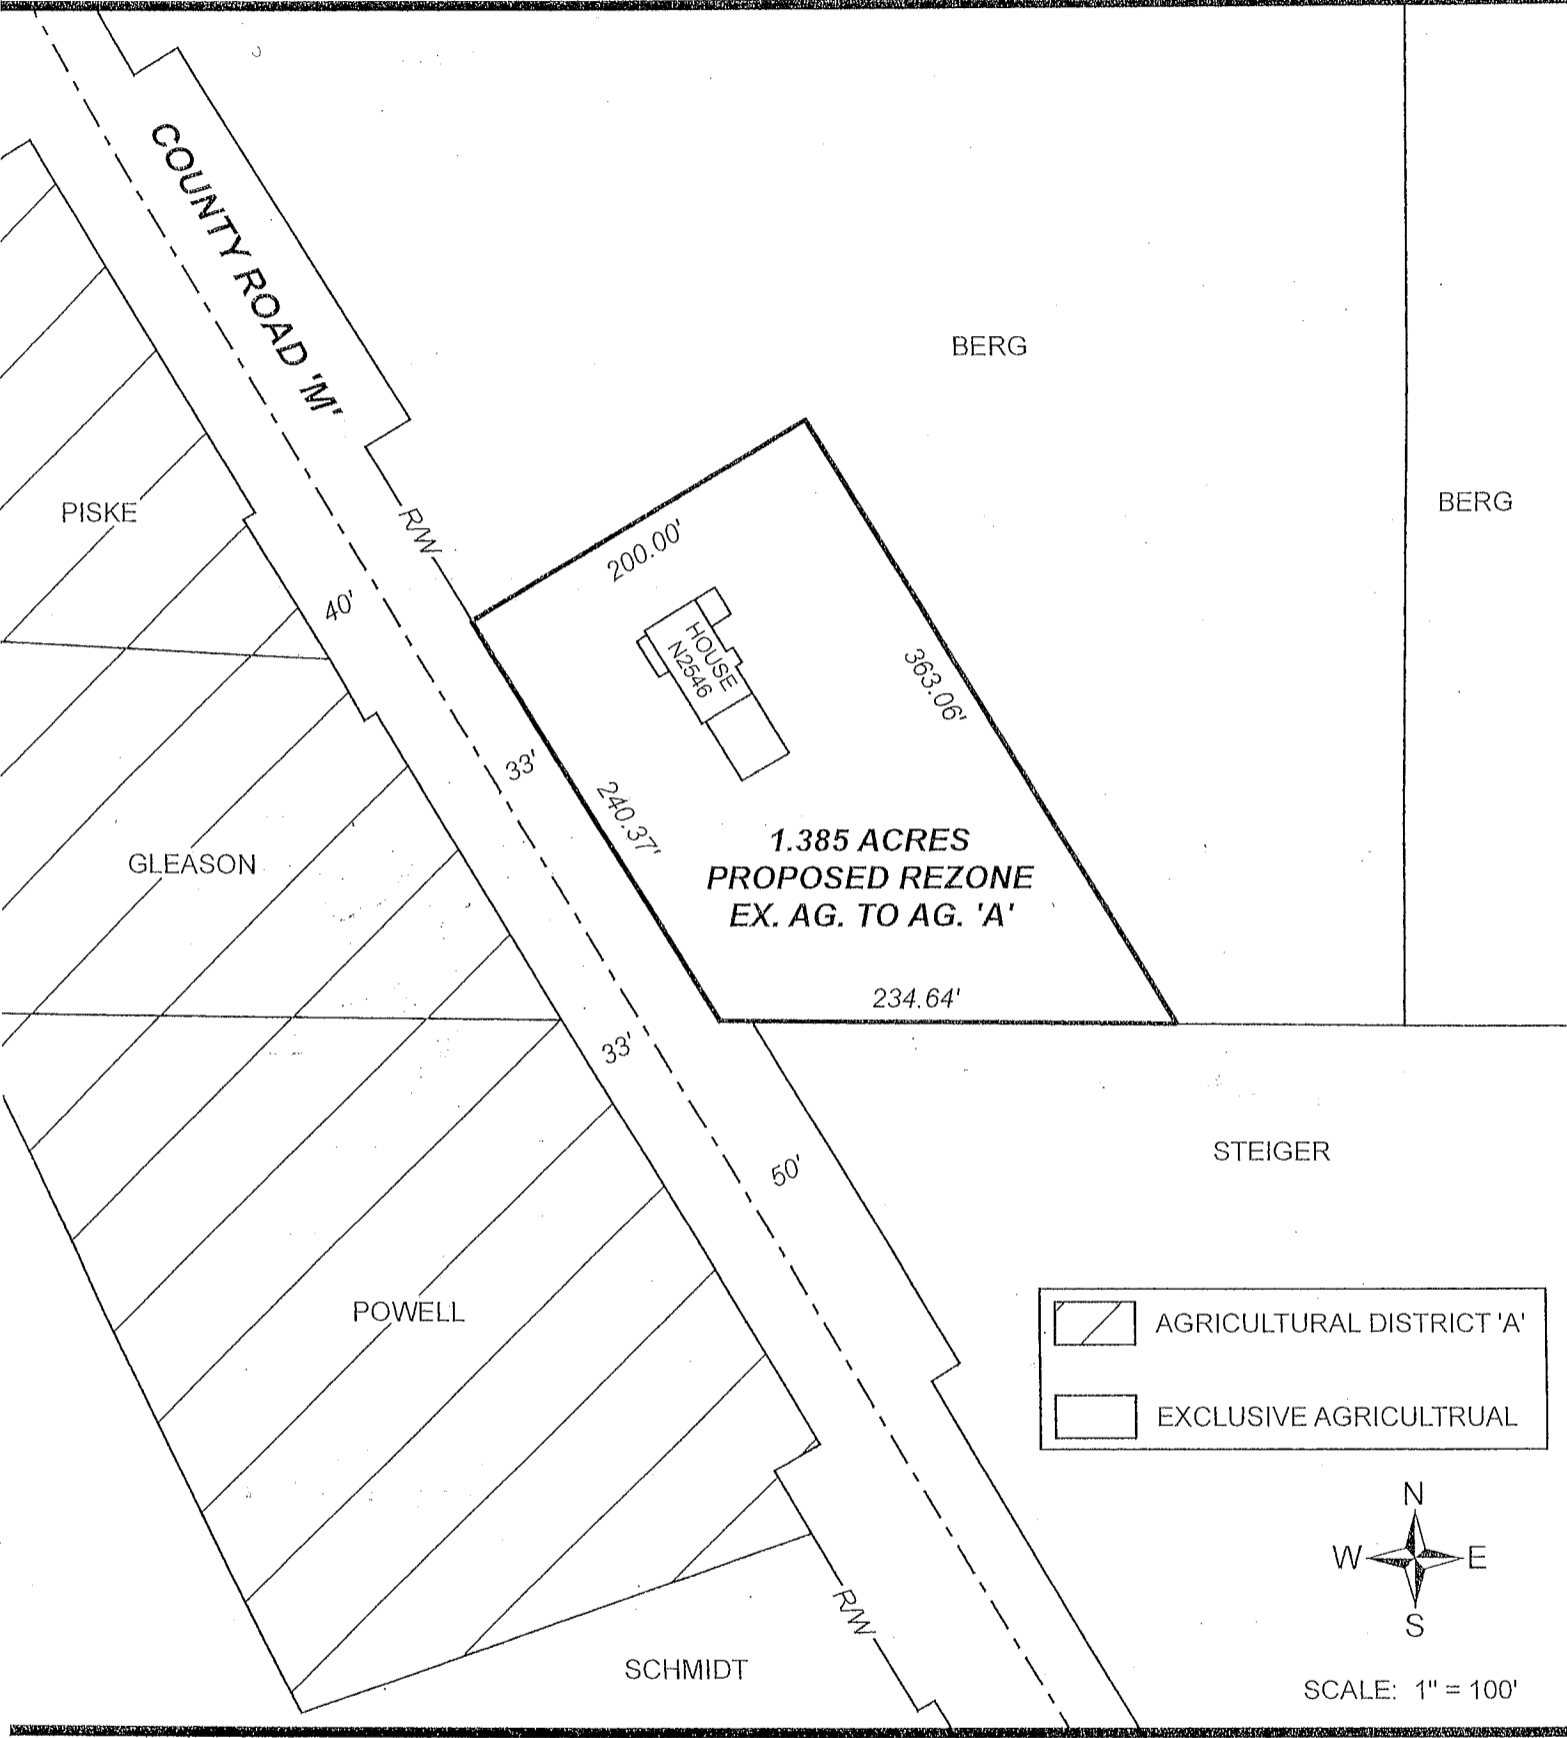 COUNTY ROAD 'M'
BERG
BERG
PISKE
R/W
200.00'
40'
HOUSE
N2546
363.06'
33'
240.37'
1.385 ACRES
PROPOSED REZONE
EX. AG. TO AG. 'A'
GLEASON
234.64'
33'
STEIGER
50'
POWELL
AGRICULTURAL DISTRICT 'A'
EXCLUSIVE AGRICULTRUAL
N
W E
S
R/W
SCHMIDT
SCALE: 1" = 100'